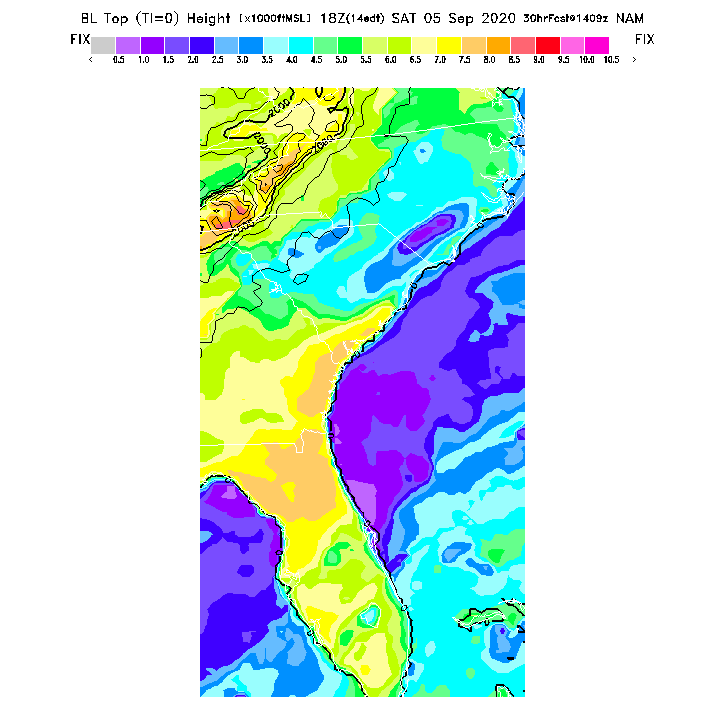 BL Top (TI=0) Height [x1000ftMSL] 18Z(14edt) SAT 05 Sep 2020 30hrFcst@1409z NAM
FIX FIX
< 0.5 1.0 1.5 2.0 2.5 3.0 3.5 4.0 4.5 5.0 5.5 6.0 6.5 7.0 7.5 8.0 8.5 9.0 9.5 10.0 10.5 >
2000
2000
2000